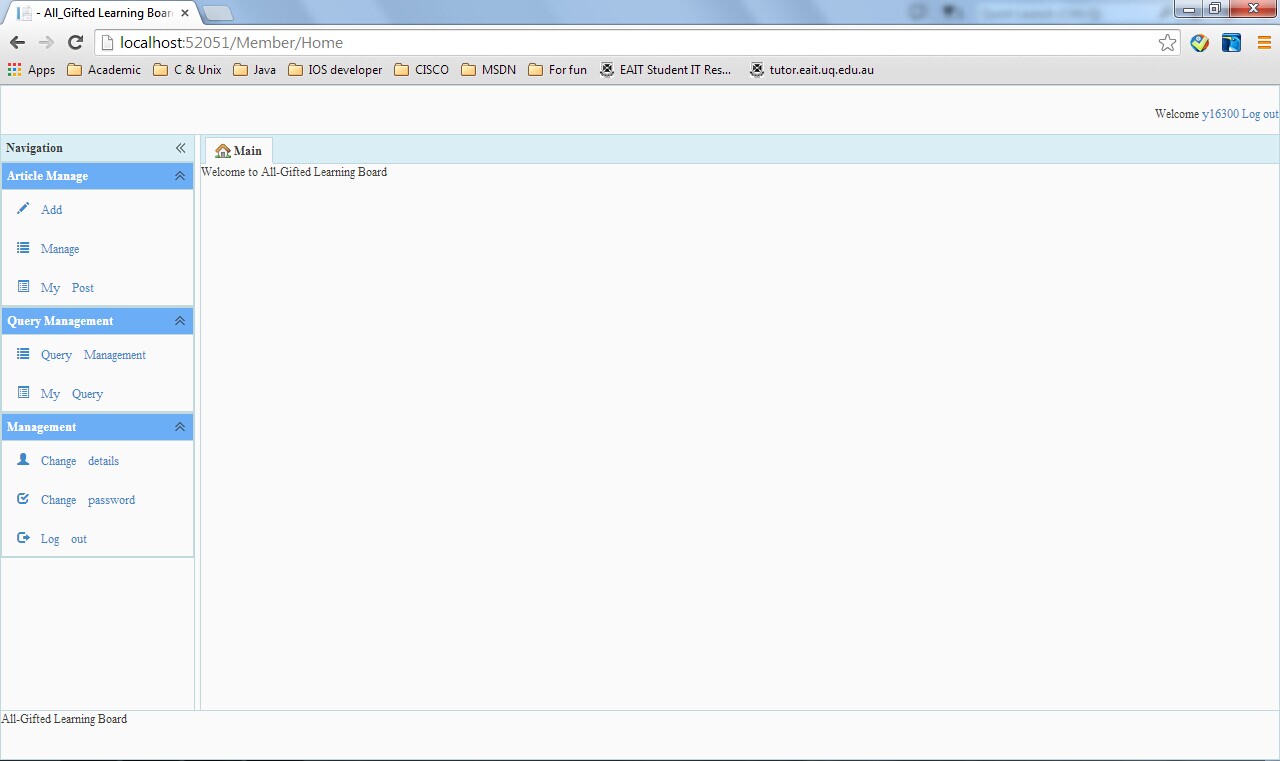 - All_Gifted Learning Boar
localhost:52051/Member/Home
Apps Academic C & Unix Java IOS developer CISCO MSDN For fun EAIT Student IT Res... tutor.eait.uq.edu.au
Welcome y16300 Log out
Navigation
Main
Article Manage
Welcome to All-Gifted Learning Board
Add
Manage
My Post
Query Management
Query Management
My Query
Management
Change details
Change password
Log out
All-Gifted Learning Board